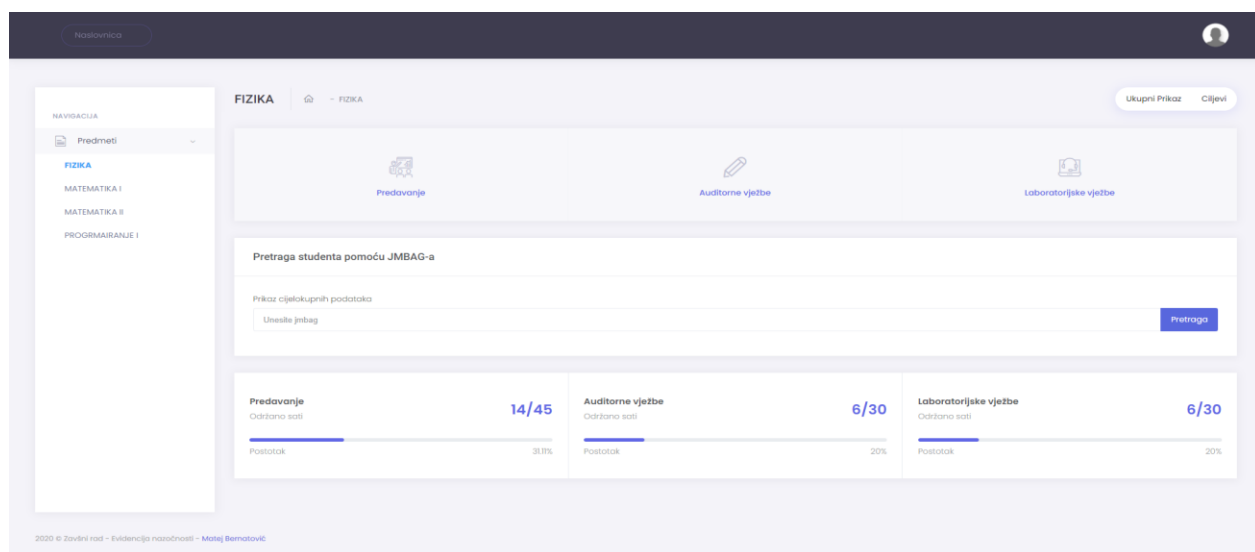 Naslovnica
NAVIGACIJA
Predmeti
FIZIKA
MATEMATIKA I
MATEMATIKA II
PROGRMAIRANJE I
FIZIKA - FIZIKA
Ukupni Prikaz Ciljevi
Predavanje Auditorne vježbe Laboratorijske vježbe
Pretraga studenta pomoću JMBAG-a
Prikaz cijelokupnih podataka
Unesite jmbag Pretraga
Predavanje
Održano sati
14/45
Postotak 31.11%
Auditorne vježbe
Održano sati
6/30
Postotak 20%
Laboratorijske vježbe
Održano sati
6/30
Postotak 20%
2020 © Završni rad - Evidencija nazočnosti - Matej Bernatović